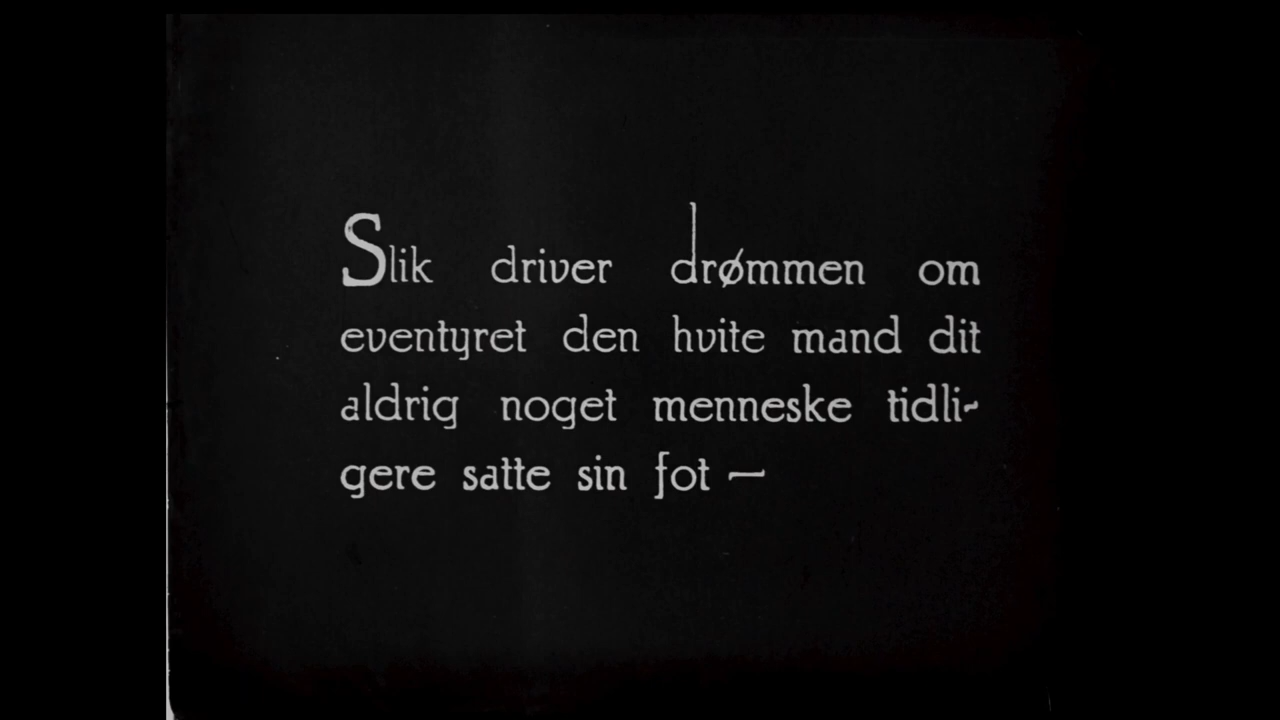 Slik driver drømmen om
eventyret den hvite mand dit
aldrig noget menneske tidli-
gere satte sin fot —